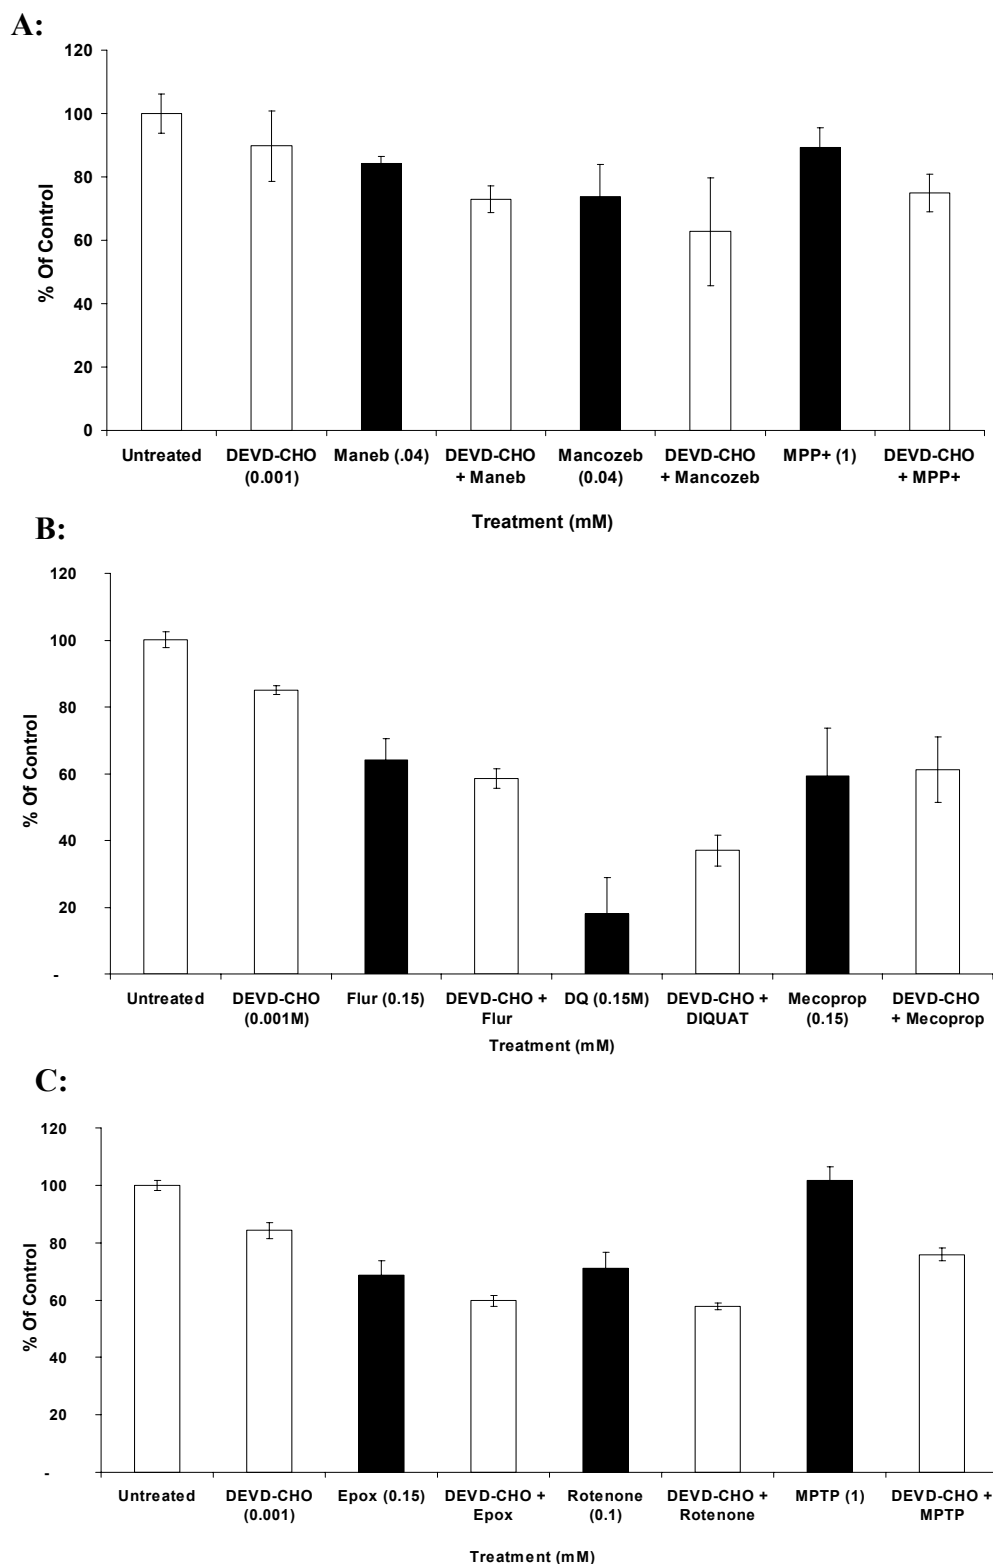 A:
120
100
80
60
40
20
0
% Of Control
Untreated DEVD-CHO Maneb (.04) DEVD-CHO Mancozeb DEVD-CHO MPP+ (1) DEVD-CHO
(0.001) + Maneb (0.04) + Mancozeb + MPP+
Treatment (mM)
B:
120
100
80
60
40
20
-
% Of Control
Untreated DEVD-CHO Flur (0.15) DEVD-CHO + DQ (0.15M) DEVD-CHO + Mecoprop DEVD-CHO
(0.001M) Flur DIQUAT (0.15) + Mecoprop
Treatment (mM)
C:
120
100
80
60
40
20
-
% Of Control
Untreated DEVD-CHO Epox (0.15) DEVD-CHO + Rotenone DEVD-CHO + MPTP (1) DEVD-CHO +
(0.001) Epox (0.1) Rotenone MPTP
Treatment (mM)